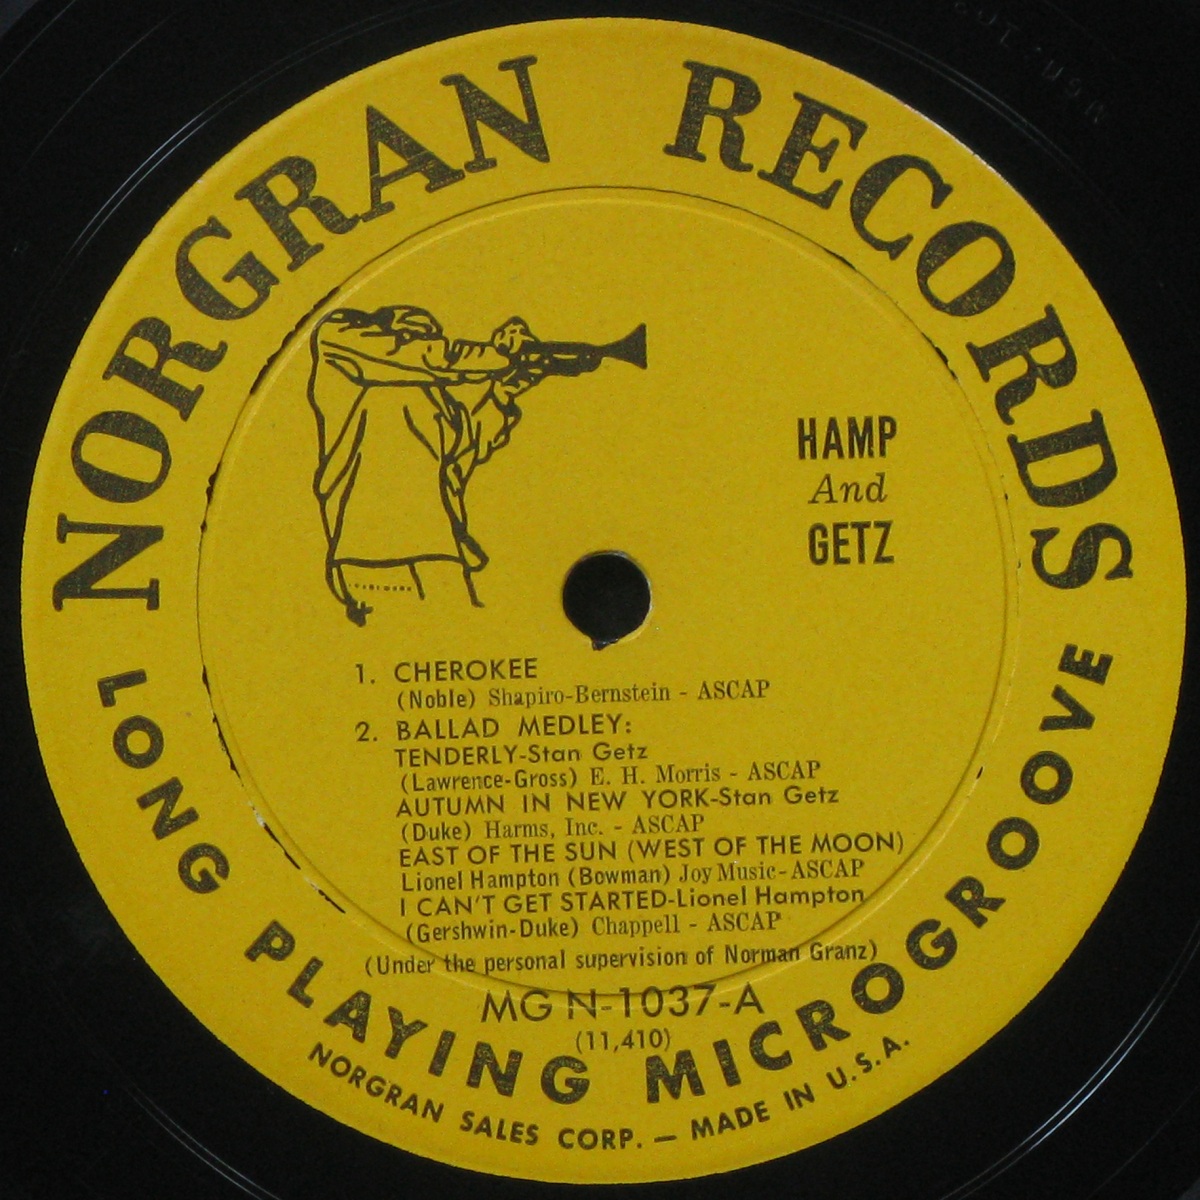 NORGRAN RECORDS
HAMP
And
GETZ
1. CHEROKEE
(Noble) Shapiro-Bernstein - ASCAP
2. BALLAD MEDLEY:
TENDERLY-Stan Getz
(Lawrence-Gross) E. H. Morris - ASCAP
AUTUMN IN NEW YORK-Stan Getz
(Duke) Harms, Inc. - ASCAP
EAST OF THE SUN (WEST OF THE MOON)
Lionel Hampton (Bowman) Joy Music-ASCAP
I CAN'T GET STARTED-Lionel Hampton
(Gershwin-Duke) Chappell - ASCAP
(Under the personal supervision of Norman Granz)
MG N-1037-A
(11,410)
LONG PLAYING MICROGROOVE
NORGRAN SALES CORP. — MADE IN U.S.A.